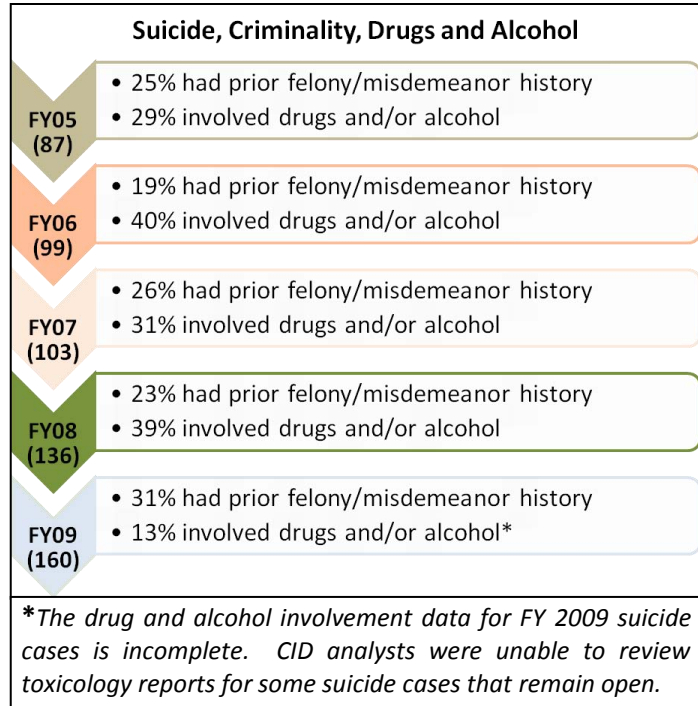 Suicide, Criminality, Drugs and Alcohol
FY05
(87)
• 25% had prior felony/misdemeanor history
• 29% involved drugs and/or alcohol
FY06
(99)
• 19% had prior felony/misdemeanor history
• 40% involved drugs and/or alcohol
FY07
(103)
• 26% had prior felony/misdemeanor history
• 31% involved drugs and/or alcohol
FY08
(136)
• 23% had prior felony/misdemeanor history
• 39% involved drugs and/or alcohol
FY09
(160)
• 31% had prior felony/misdemeanor history
• 13% involved drugs and/or alcohol*
*The drug and alcohol involvement data for FY 2009 suicide
cases is incomplete. CID analysts were unable to review
toxicology reports for some suicide cases that remain open.